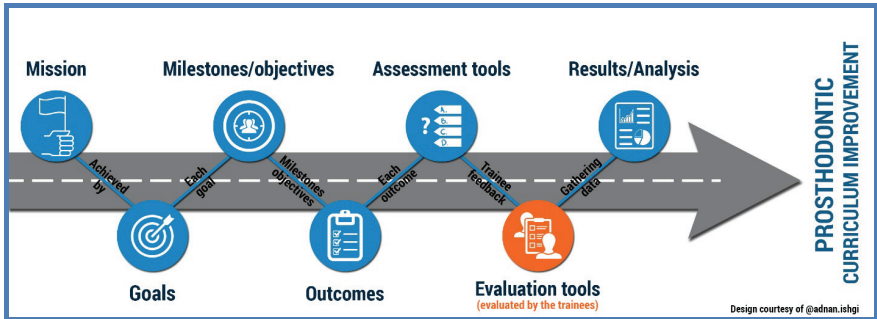 Mission
Milestones/objectives
Assessment tools
Results/Analysis
?
A.
B.
C.
D.
Achieved
by
Each
goal
Milestones
objectives
Each
outcome
Trainee
feedback
Gathering
data
Goals
Outcomes
Evaluation tools
(evaluated by the trainees)
PROSTHODONTIC
CURRICULUM IMPROVEMENT
Design courtesy of @adnan.ishgi